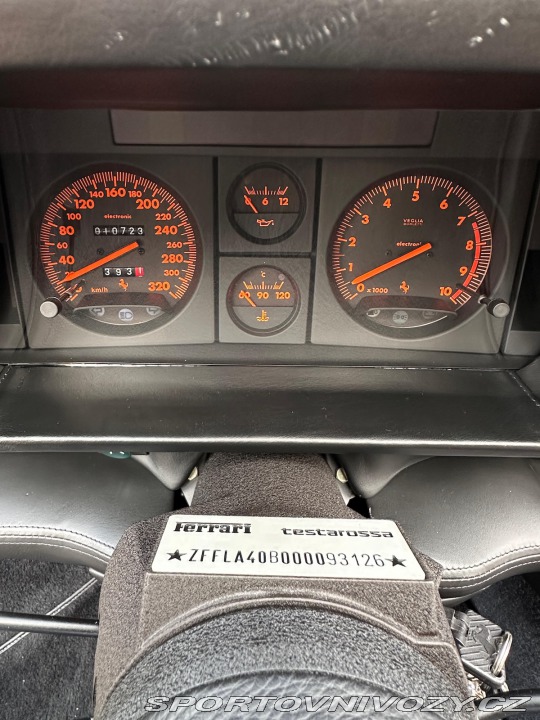 20 40 60 80 100 120 140 160 180 200 220 240 260 280 300 320
electronic
010723
393
km/h
0 6 12
°C
60 90 120
0 1 2 3 4 5 6 7 8 9 10
VEGLIA
BORLETTI
electronic
x 1000
Ferrari testarossa
★ZFFLA40B000093126★
SPORTOVNIVOZY.CZ